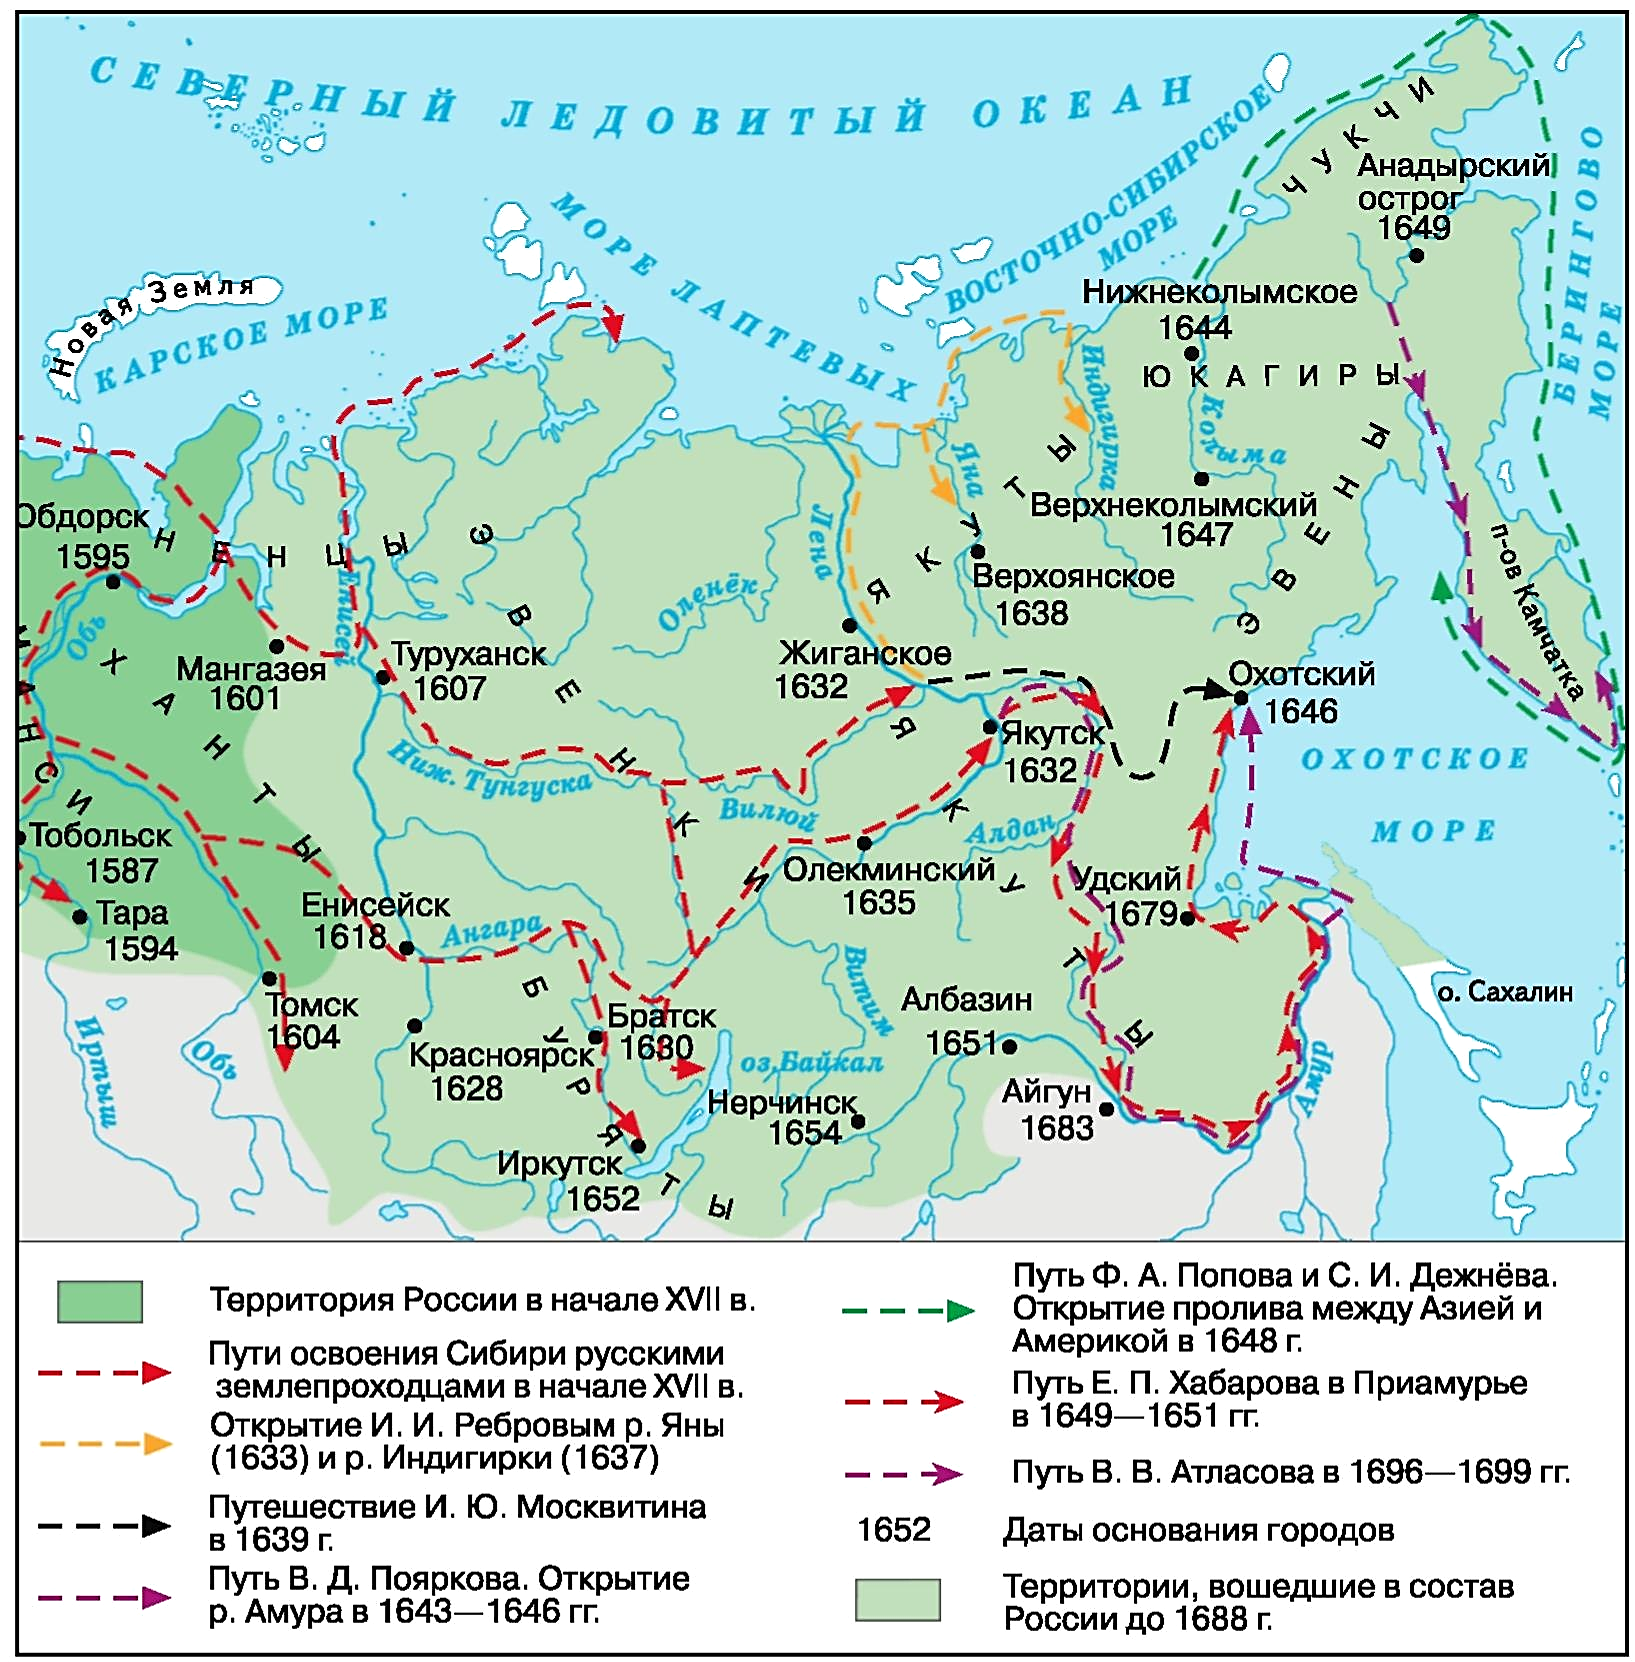 СЕВЕРНЫЙ ЛЕДОВИТЫЙ ОКЕАН
ЧУКЧИ
Анадырский
острог
1649
БЕРИНГОВО
МОРЕ
ВОСТОЧНО-СИБИРСКОЕ
МОРЕ
МОРЕ ЛАПТЕВЫХ
Новая Земля
КАРСКОЕ МОРЕ
Нижнеколымское
1644
ЮКАГИРЫ
Индигирка
Колыма
Яна
Лена
Обдорск
1595
НЕНЦЫ
Енисей
ЭВЕНКИ
Оленёк
ЯКУТЫ
Верхнеколымский
1647
ЭВЕНЫ
п-ов Камчатка
Верхоянское
1638
Обь
ХАНТЫ
МАНСИ
Мангазея
1601
Туруханск
1607
Жиганское
1632
Охотский
1646
Якутск
1632
ОХОТСКОЕ
МОРЕ
Ниж. Тунгуска
Вилюй
ЯКУТЫ
Алдан
Тобольск
1587
Тара
1594
Олекминский
1635
Удский
1679
Енисейск
1618
Ангара
Витим
БУРЯТЫ
Томск
1604
Братск
1630
Албазин
1651
о. Сахалин
Иртыш
Обь
Красноярск
1628
оз.Байкал
Нерчинск
1654
Айгун
1683
Амур
Иркутск
1652
Территория России в начале XVII в.
Пути освоения Сибири русскими
землепроходцами в начале XVII в.
Открытие И. И. Ребровым р. Яны
(1633) и р. Индигирки (1637)
Путешествие И. Ю. Москвитина
в 1639 г.
Путь В. Д. Пояркова. Открытие
р. Амура в 1643—1646 гг.
Путь Ф. А. Попова и С. И. Дежнёва.
Открытие пролива между Азией и
Америкой в 1648 г.
Путь Е. П. Хабарова в Приамурье
в 1649—1651 гг.
Путь В. В. Атласова в 1696—1699 гг.
1652 Даты основания городов
Территории, вошедшие в состав
России до 1688 г.